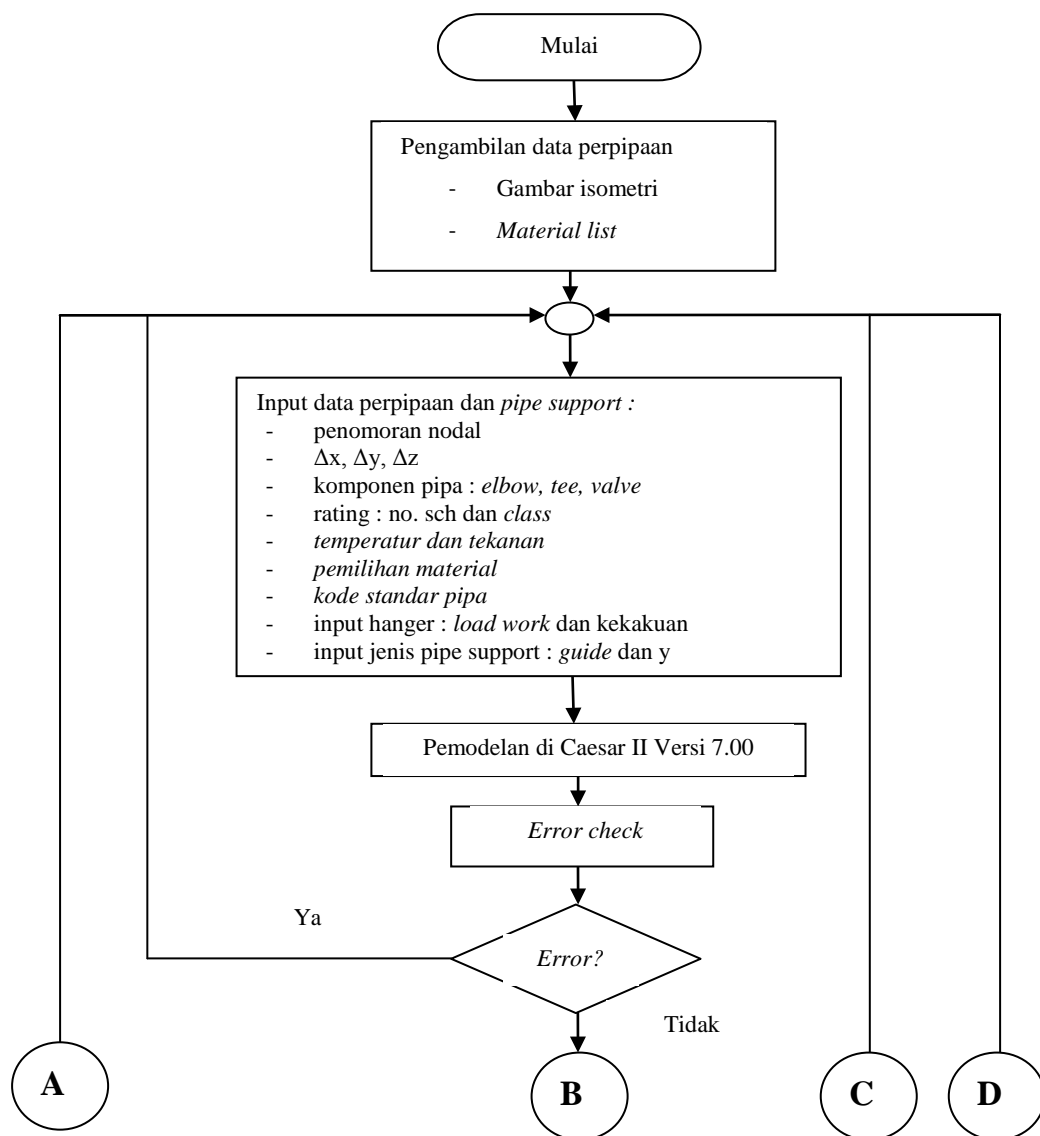 Mulai
Pengambilan data perpipaan
- Gambar isometri
- Material list
Input data perpipaan dan pipe support :
- penomoran nodal
- Δx, Δy, Δz
- komponen pipa : elbow, tee, valve
- rating : no. sch dan class
- temperatur dan tekanan
- pemilihan material
- kode standar pipa
- input hanger : load work dan kekakuan
- input jenis pipe support : guide dan y
Pemodelan di Caesar II Versi 7.00
Error check
Ya
Error?
Tidak
A
B
C
D